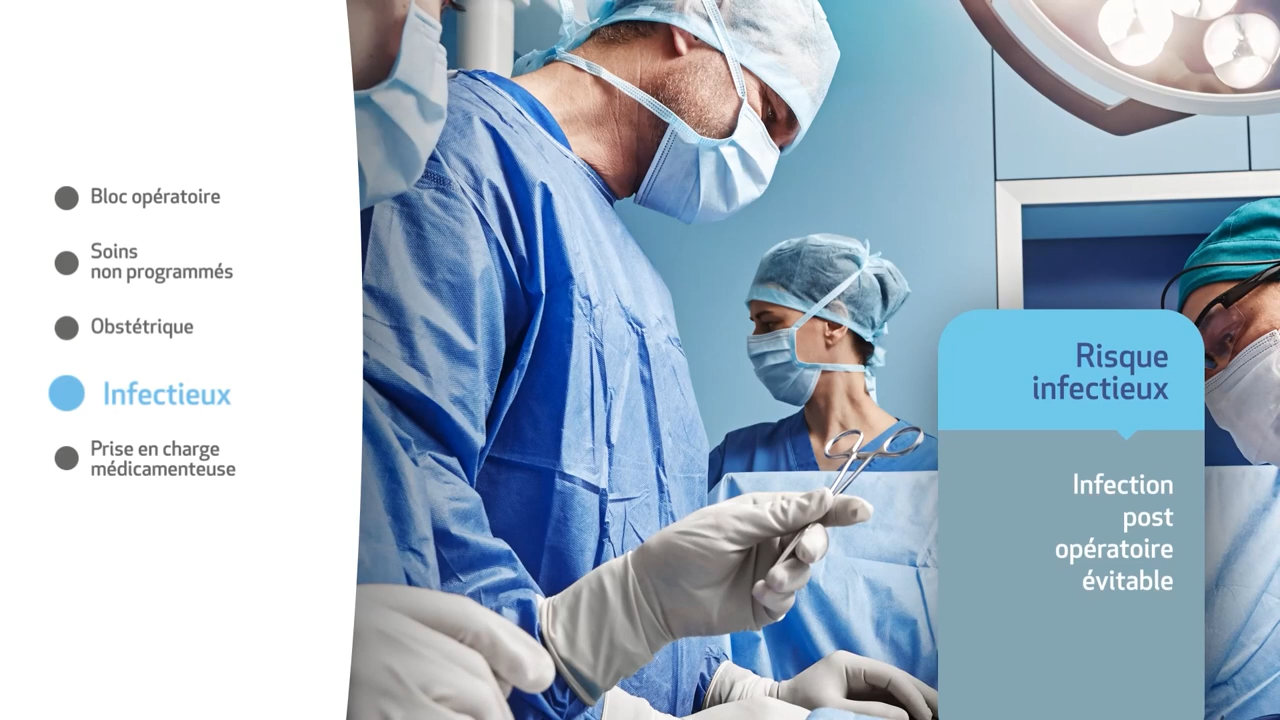 Bloc opératoire
Soins
non programmés
Obstétrique
Infectieux
Prise en charge
médicamenteuse
Risque
infectieux
Infection
post
opératoire
évitable